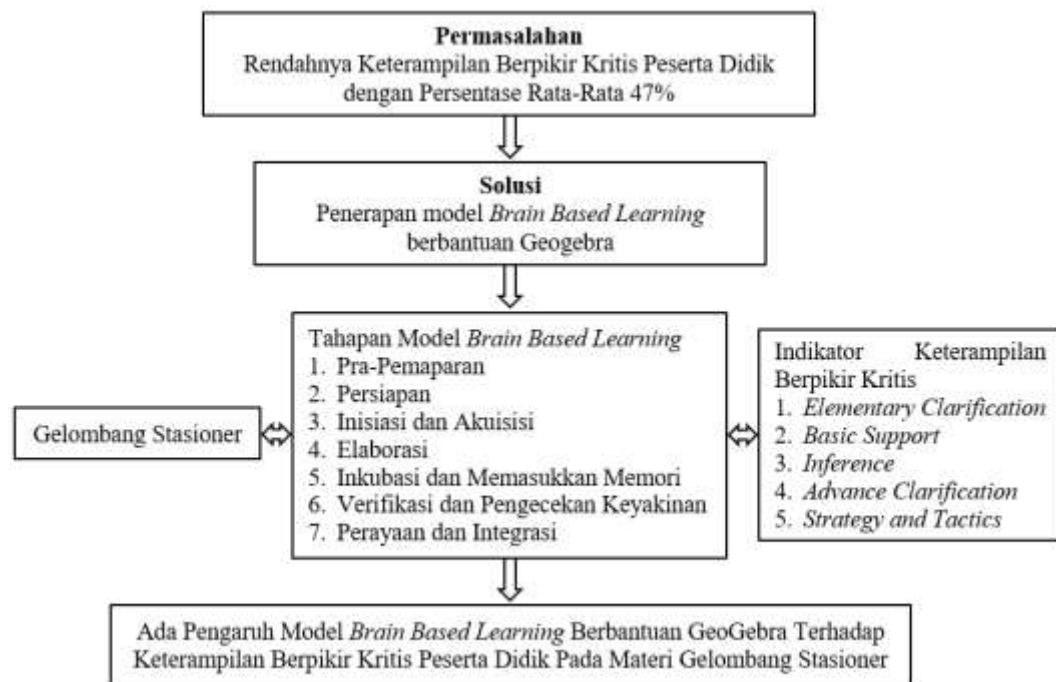 Permasalahan
Rendahnya Keterampilan Berpikir Kritis Peserta Didik
dengan Persentase Rata-Rata 47%
Solusi
Penerapan model Brain Based Learning
berbantuan Geogebra
Gelombang Stasioner
Tahapan Model Brain Based Learning
1. Pra-Pemaparan
2. Persiapan
3. Inisiasi dan Akuisisi
4. Elaborasi
5. Inkubasi dan Memasukkan Memori
6. Verifikasi dan Pengecekan Keyakinan
7. Perayaan dan Integrasi
Indikator Keterampilan
Berpikir Kritis
1. Elementary Clarification
2. Basic Support
3. Inference
4. Advance Clarification
5. Strategy and Tactics
Ada Pengaruh Model Brain Based Learning Berbantuan GeoGebra Terhadap
Keterampilan Berpikir Kritis Peserta Didik Pada Materi Gelombang Stasioner